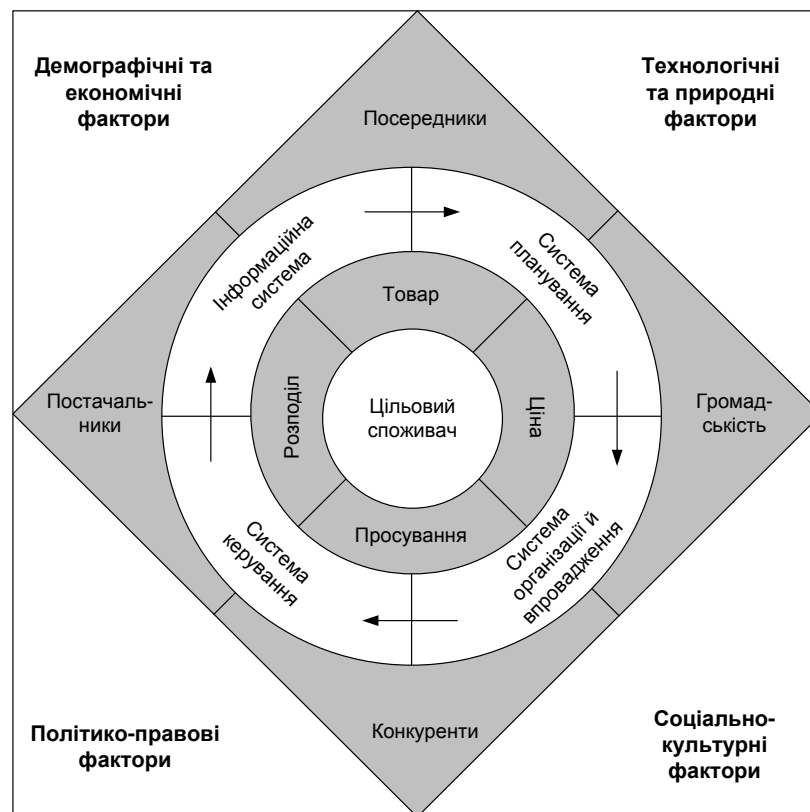 Демографічні та
економічні
фактори
Технологічні
та природні
фактори
Посередники
Інформаційна
система
Система
планування
Товар
Постачаль-
ники
Розподіл
Цільовий
споживач
Ціна
Громад-
ськість
Просування
Система
керування
Система
організації й
впровадження
Політико-правові
фактори
Конкуренти
Соціально-
культурні
фактори